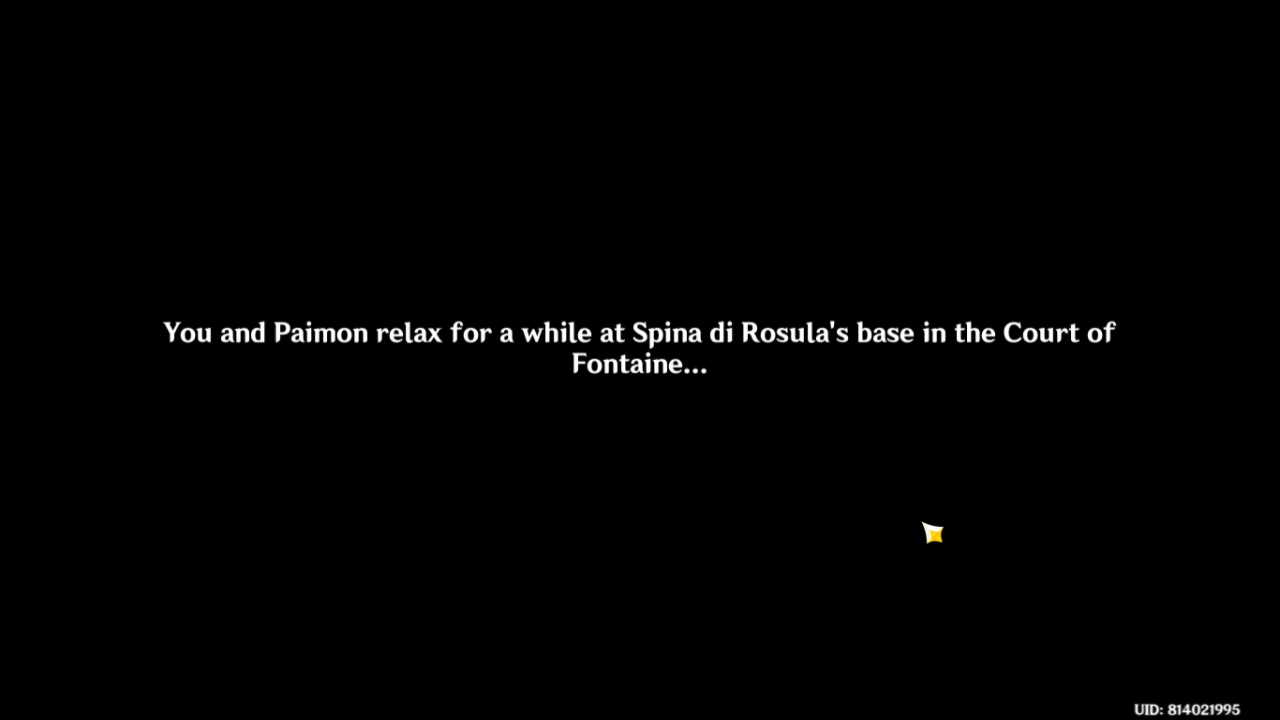 You and Paimon relax for a while at Spina di Rosula's base in the Court of
Fontaine...
UID: 814021995